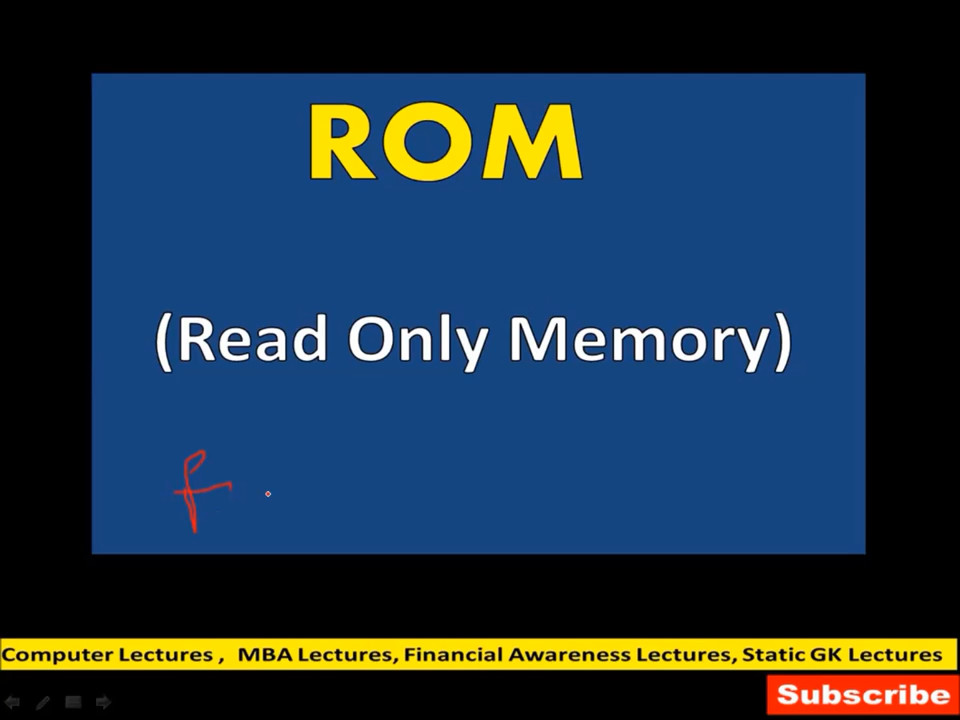 ROM
(Read Only Memory)
f
Computer Lectures , MBA Lectures, Financial Awareness Lectures, Static GK Lectures
Subscribe